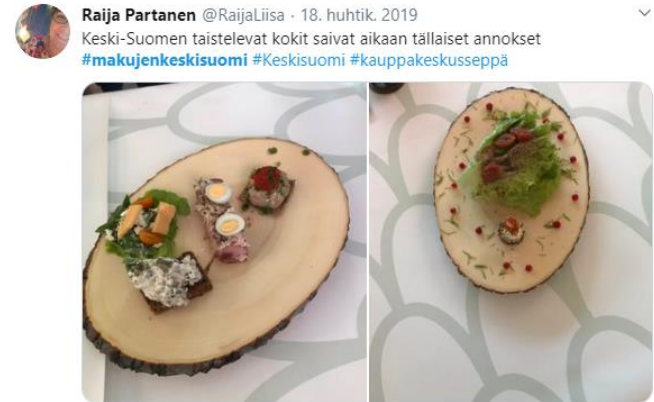 Raija Partanen @RaijaLiisa · 18. huhtik. 2019
Keski-Suomen taistelevat kokit saivat aikaan tällaiset annokset
#makujenkeskisuomi #Keskisuomi #kauppakeskusseppä